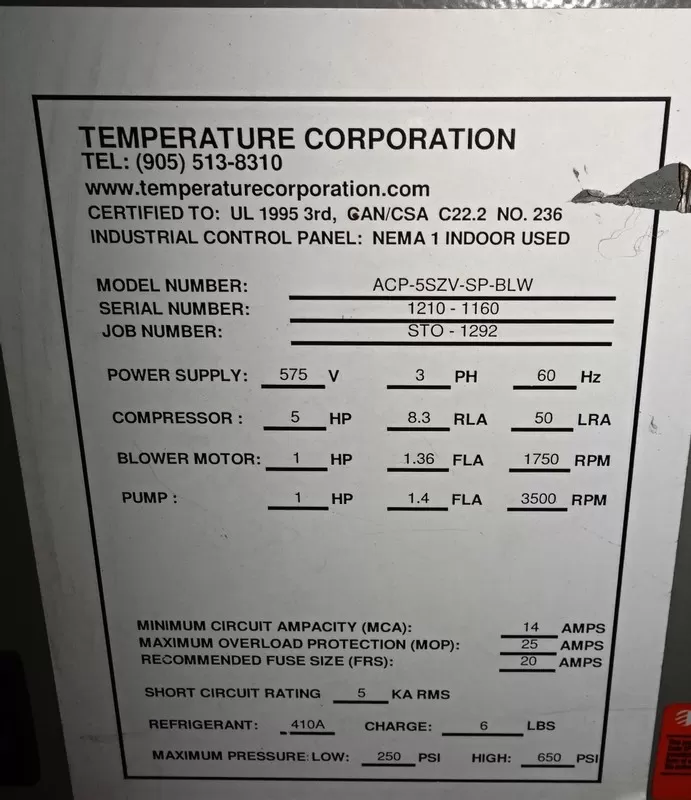 TEMPERATURE CORPORATION
TEL: (905) 513-8310
www.temperaturecorporation.com
CERTIFIED TO: UL 1995 3rd, CAN/CSA C22.2 NO. 236
INDUSTRIAL CONTROL PANEL: NEMA 1 INDOOR USED
MODEL NUMBER: ACP-5SZV-SP-BLW
SERIAL NUMBER: 1210 - 1160
JOB NUMBER: STO - 1292
POWER SUPPLY: 575 V 3 PH 60 Hz
COMPRESSOR : 5 HP 8.3 RLA 50 LRA
BLOWER MOTOR: 1 HP 1.36 FLA 1750 RPM
PUMP : 1 HP 1.4 FLA 3500 RPM
MINIMUM CIRCUIT AMPACITY (MCA): 14 AMPS
MAXIMUM OVERLOAD PROTECTION (MOP): 25 AMPS
RECOMMENDED FUSE SIZE (FRS): 20 AMPS
SHORT CIRCUIT RATING 5 KA RMS
REFRIGERANT: 410A CHARGE: 6 LBS
MAXIMUM PRESSURE: LOW: 250 PSI HIGH: 650 PSI